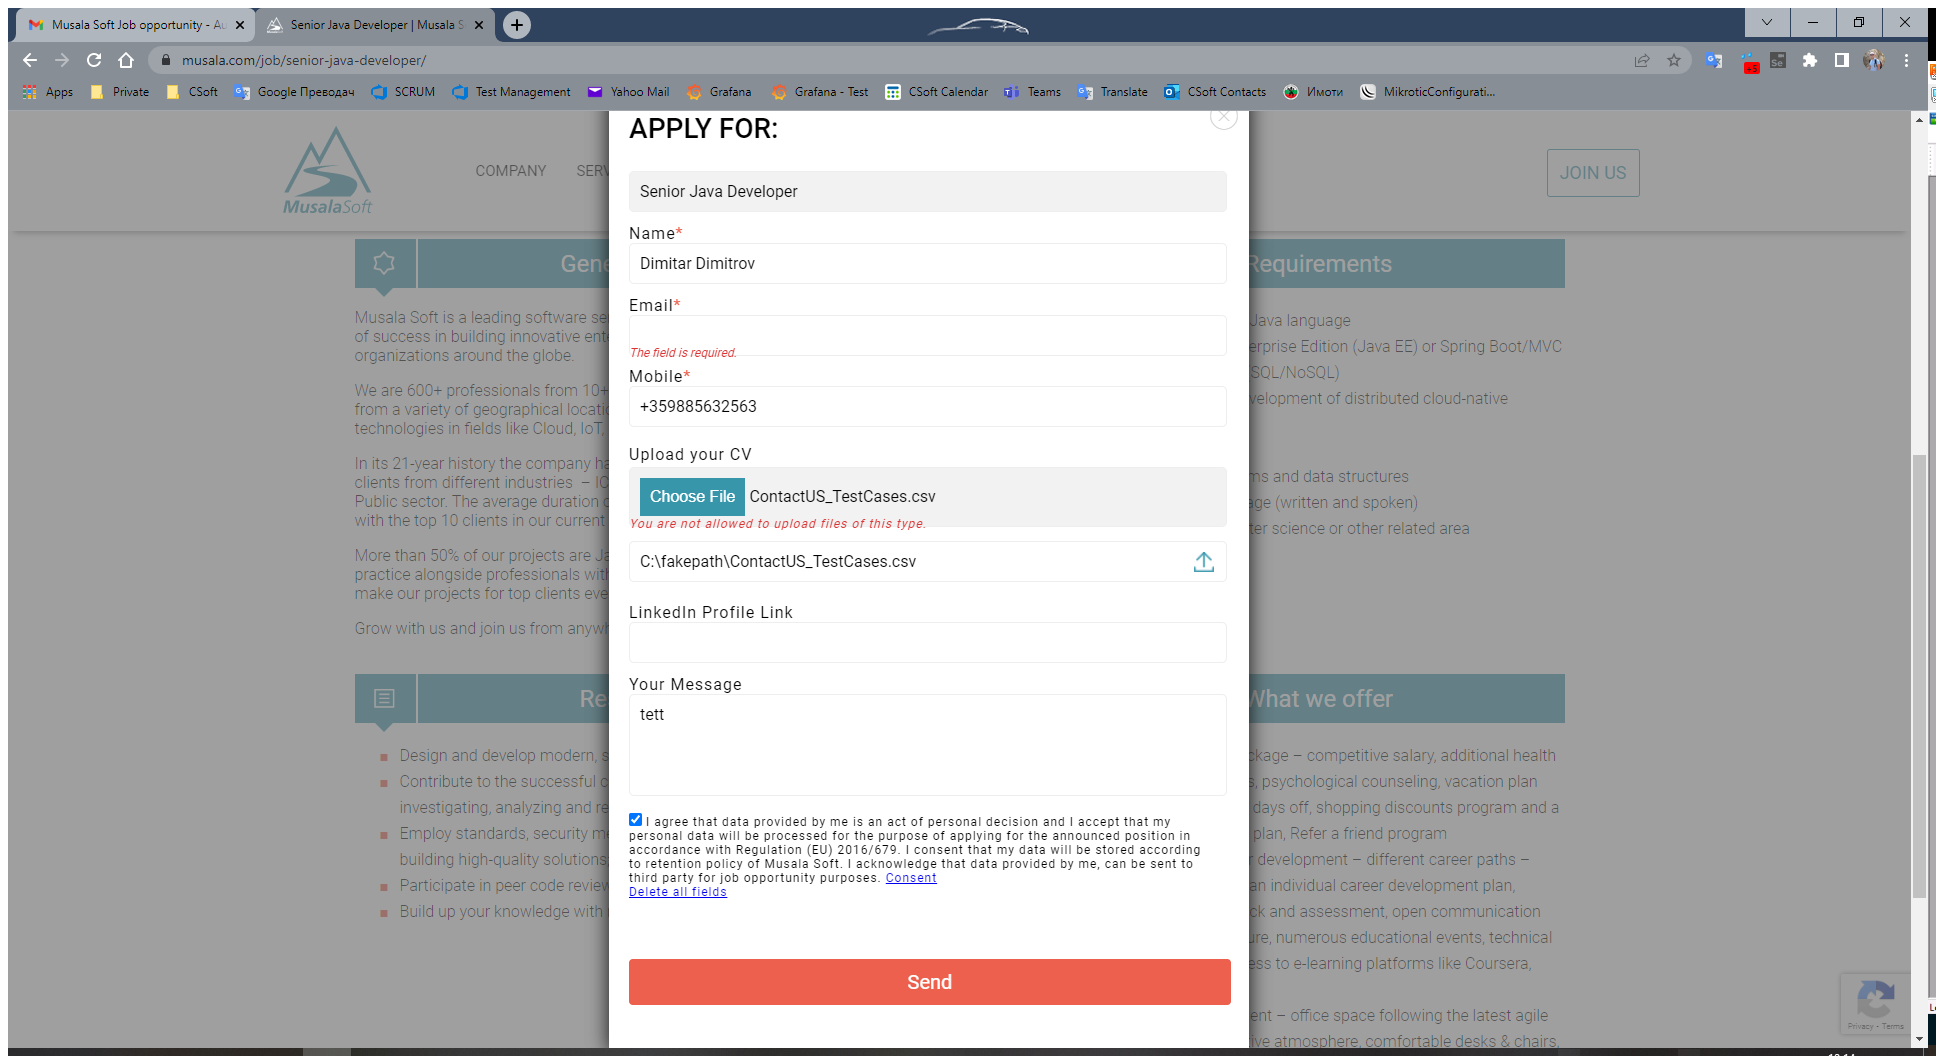 Musala Soft Job opportunity - Au
Senior Java Developer | Musala S
musala.com/job/senior-java-developer/
Apps Private CSoft Google Преводач SCRUM Test Management Yahoo Mail Grafana Grafana - Test CSoft Calendar Teams Translate CSoft Contacts Имоти MikroticConfigurati...
MusalaSoft
COMPANY SERV
JOIN US
APPLY FOR:
Senior Java Developer
Name*
Dimitar Dimitrov
Email*
The field is required.
Mobile*
+359885632563
Upload your CV
Choose File ContactUS_TestCases.csv
You are not allowed to upload files of this type.
C:\fakepath\ContactUS_TestCases.csv
LinkedIn Profile Link
Your Message
tett
I agree that data provided by me is an act of personal decision and I accept that my
personal data will be processed for the purpose of applying for the announced position in
accordance with Regulation (EU) 2016/679. I consent that my data will be stored according
to retention policy of Musala Soft. I acknowledge that data provided by me, can be sent to
third party for job opportunity purposes. Consent
Delete all fields
Send
Gene
Musala Soft is a leading software se
of success in building innovative ente
organizations around the globe.
We are 600+ professionals from 10+
from a variety of geographical locati
technologies in fields like Cloud, IoT,
In its 21-year history the company ha
clients from different industries – IC
Public sector. The average duration o
with the top 10 clients in our current
More than 50% of our projects are Ja
practice alongside professionals with
make our projects for top clients eve
Grow with us and join us from anywh
Requirements
Java language
erprise Edition (Java EE) or Spring Boot/MVC
SQL/NoSQL)
velopment of distributed cloud-native
ms and data structures
age (written and spoken)
ter science or other related area
Re
Design and develop modern, s
Contribute to the successful c
investigating, analyzing and re
Employ standards, security me
building high-quality solutions
Participate in peer code review
Build up your knowledge with
What we offer
ckage – competitive salary, additional health
s, psychological counseling, vacation plan
days off, shopping discounts program and a
plan, Refer a friend program
r development – different career paths –
an individual career development plan,
ck and assessment, open communication
ure, numerous educational events, technical
ess to e-learning platforms like Coursera,
ent – office space following the latest agile
ive atmosphere, comfortable desks & chairs,
Privacy - Terms